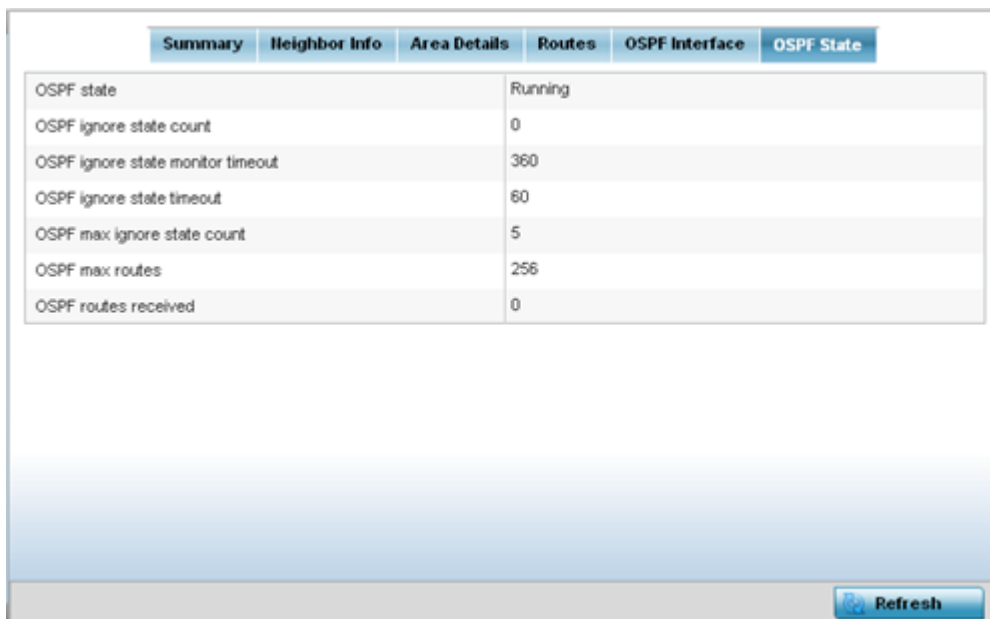 Summary Neighbor Info Area Details Routes OSPF Interface OSPF State
OSPF state Running
OSPF ignore state count 0
OSPF ignore state monitor timeout 360
OSPF ignore state timeout 60
OSPF max ignore state count 5
OSPF max routes 256
OSPF routes received 0
Refresh